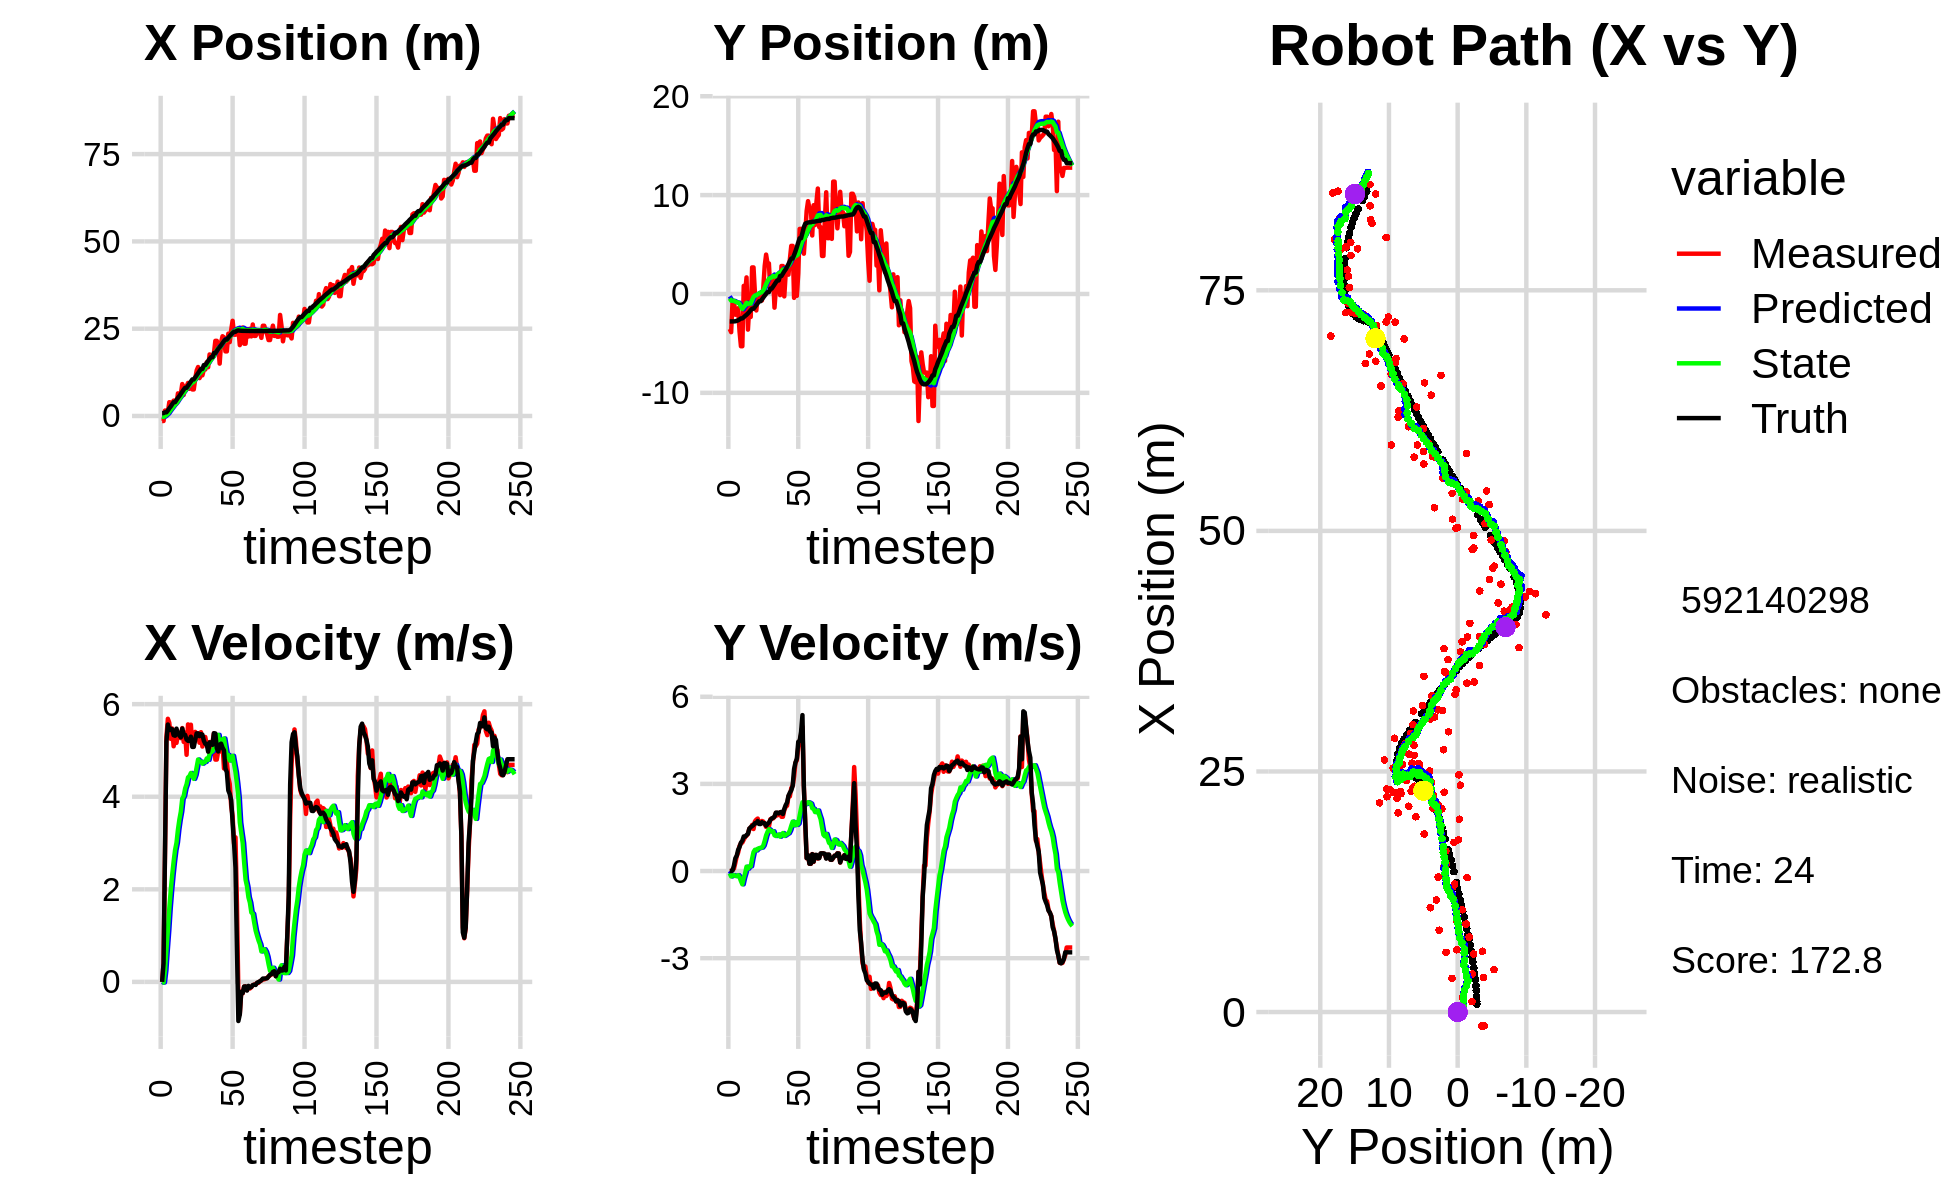 X Position (m)
75
50
25
0
0
50
100
150
200
250
timestep
Y Position (m)
20
10
0
-10
0
50
100
150
200
250
timestep
X Velocity (m/s)
6
4
2
0
0
50
100
150
200
250
timestep
Y Velocity (m/s)
6
3
0
-3
0
50
100
150
200
250
timestep
Robot Path (X vs Y)
X Position (m)
75
50
25
0
20 10 0 -10 -20
Y Position (m)
variable
Measured
Predicted
State
Truth
592140298
Obstacles: none
Noise: realistic
Time: 24
Score: 172.8